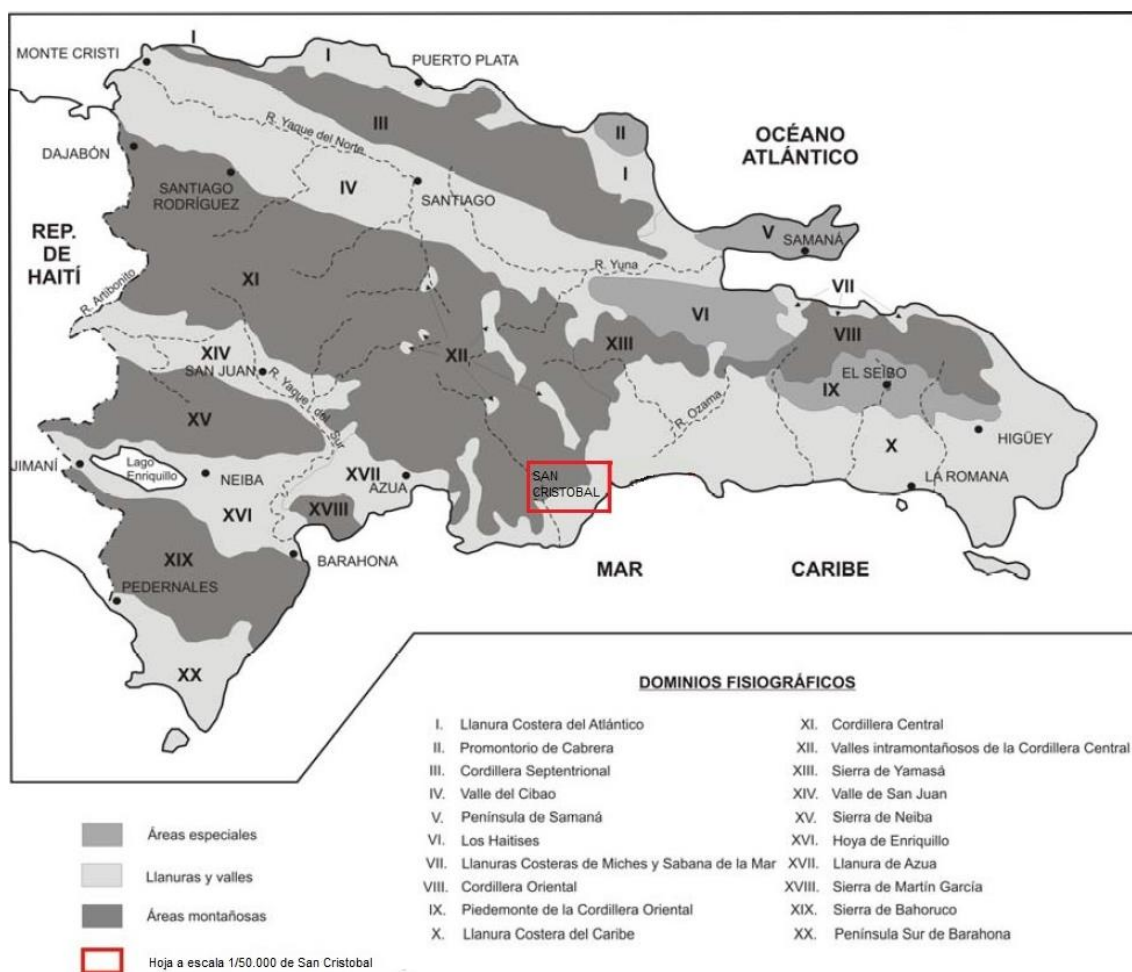 I
I
MONTE CRISTI
PUERTO PLATA
III
II
OCÉANO
ATLÁNTICO
R. Yaque del Norte
DAJABÓN
I
SANTIAGO
RODRÍGUEZ
IV
SANTIAGO
REP.
DE
HAITÍ
V
SAMANÁ
R. Yuna
XI
VII
R. Artibonito
VI
VIII
XII
XIII
XIV
SAN JUAN
R. Yaque del Sur
EL SEÍBO
IX
R. Ozama
XV
X
HIGÜEY
JIMANÍ
Lago
Enriquillo
NEIBA
XVII
AZUA
SAN
CRISTOBAL
LA ROMANA
XVI
XVIII
BARAHONA
MAR
CARIBE
XIX
PEDERNALES
XX
DOMINIOS FISIOGRÁFICOS
I. Llanura Costera del Atlántico
II. Promontorio de Cabrera
III. Cordillera Septentrional
IV. Valle del Cibao
V. Península de Samaná
VI. Los Haitises
VII. Llanuras Costeras de Miches y Sabana de la Mar
VIII. Cordillera Oriental
IX. Piedemonte de la Cordillera Oriental
X. Llanura Costera del Caribe
XI. Cordillera Central
XII. Valles intramontañosos de la Cordillera Central
XIII. Sierra de Yamasá
XIV. Valle de San Juan
XV. Sierra de Neiba
XVI. Hoya de Enriquillo
XVII. Llanura de Azua
XVIII. Sierra de Martín García
XIX. Sierra de Bahoruco
XX. Península Sur de Barahona
Áreas especiales
Llanuras y valles
Áreas montañosas
Hoja a escala 1/50.000 de San Cristobal